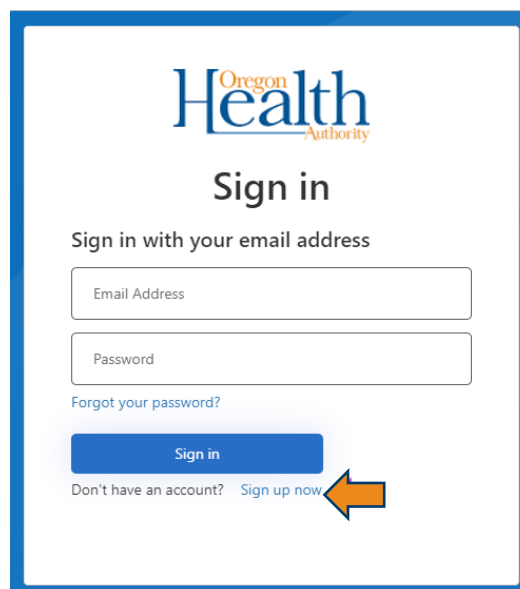 Oregon
Health
Authority
Sign in
Sign in with your email address
Email Address
Password
Forgot your password?
Sign in
Don't have an account? Sign up now